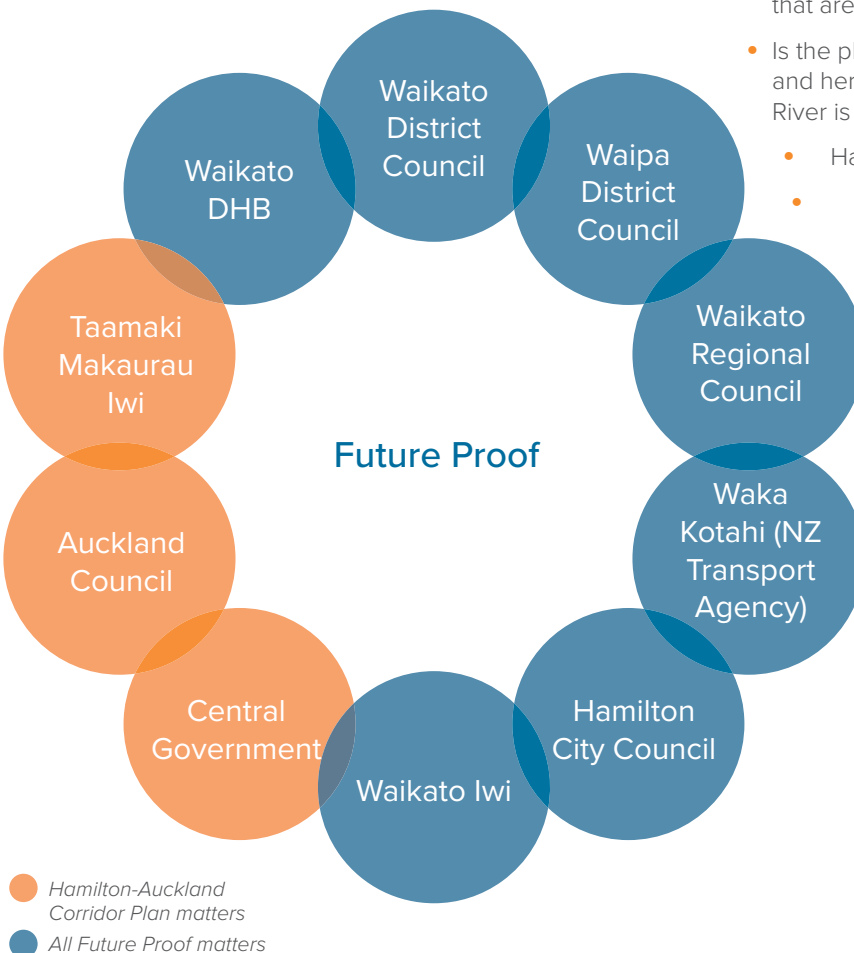 that are
• Is the p
and her
River is
• Ha
•
Waikato
District
Council
Waipa
District
Council
Waikato
Regional
Council
Waka
Kotahi (NZ
Transport
Agency)
Hamilton
City Council
Waikato Iwi
Central
Government
Auckland
Council
Taamaki
Makaurau
Iwi
Waikato
DHB
Future Proof
Hamilton-Auckland
Corridor Plan matters
All Future Proof matters